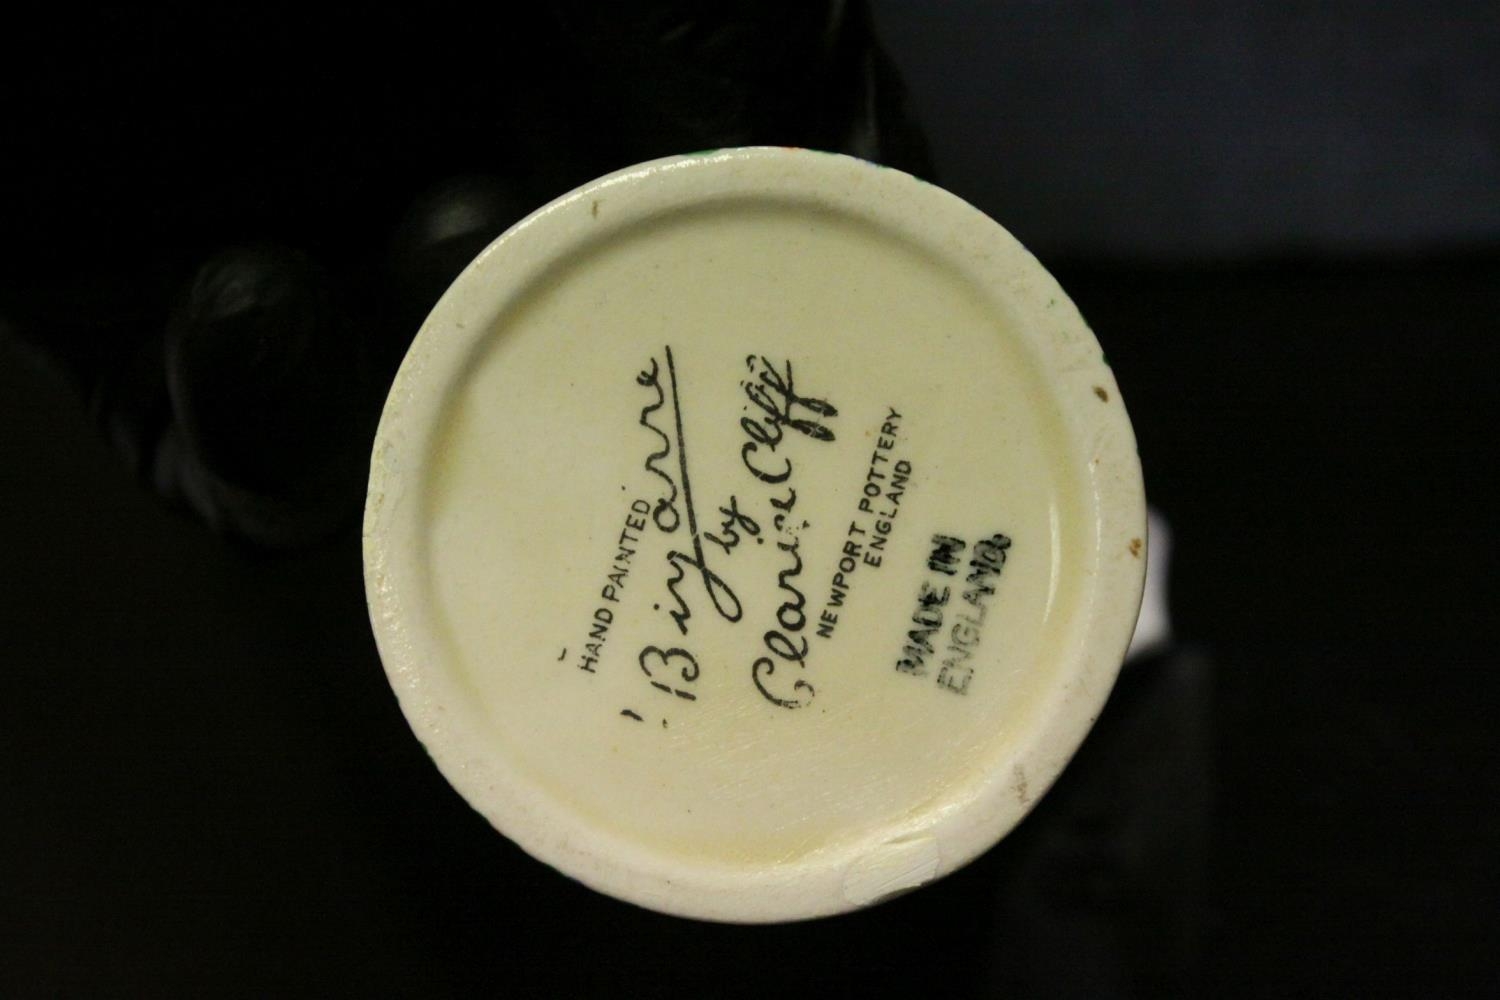 HAND PAINTED
Bizarre
by
Clarice Cliff
NEWPORT POTTERY
ENGLAND
MADE IN
ENGLAND.